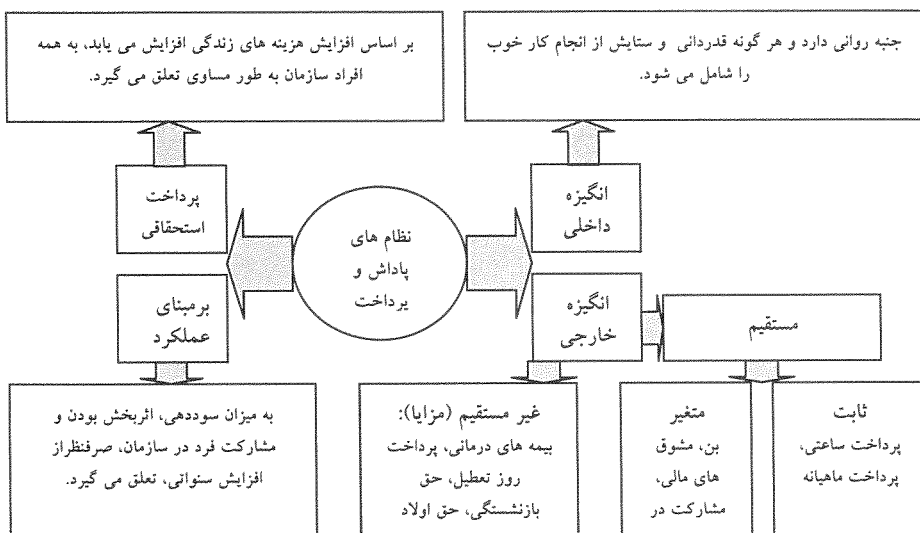 جنبه روانی دارد و هر گونه قدردانی و ستایش از انجام کار خوب
را شامل می شود.
بر اساس افزایش هزینه های زندگی افزایش می یابد، به همه
افراد سازمان به طور مساوی تعلق می گیرد.
انگیزه
داخلی
پرداخت
استحقاقی
نظام های
پاداش و
پرداخت
انگیزه
خارجی
برمبنای
عملکرد
مستقیم
ثابت
پرداخت ساعتی،
پرداخت ماهیانه
متغیر
بن، مشوق
های مالی،
مشارکت در
غیر مستقیم (مزایا):
بیمه های درمانی، پرداخت
روز تعطیل، حق
بازنشستگی، حق اولاد
به میزان سوددهی، اثربخش بودن و
مشارکت فرد در سازمان، صرفنظراز
افزایش سنواتی، تعلق می گیرد.